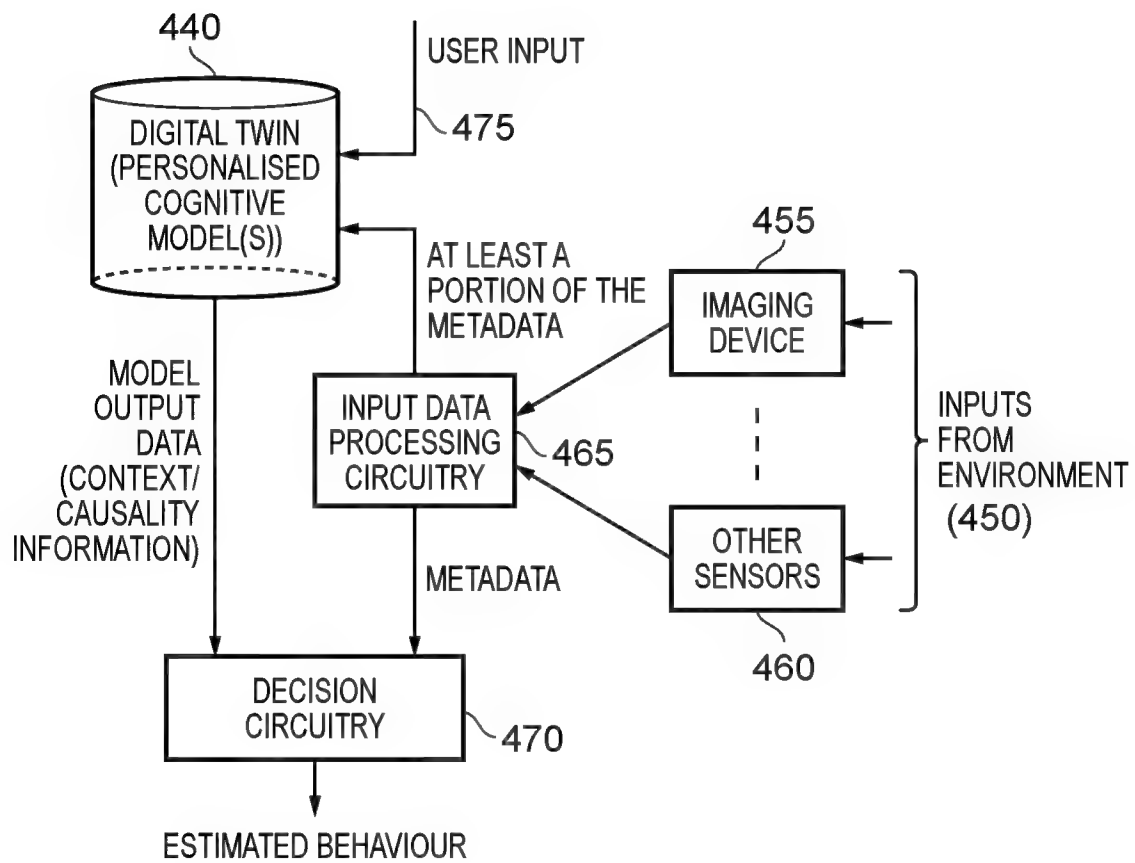 440
USER INPUT
475
DIGITAL TWIN
(PERSONALISED
COGNITIVE
MODEL(S))
455
AT LEAST A
PORTION OF THE
METADATA
IMAGING
DEVICE
MODEL
OUTPUT
DATA
(CONTEXT/
CAUSALITY
INFORMATION)
INPUT DATA
PROCESSING
CIRCUITRY
465
INPUTS
FROM
ENVIRONMENT
(450)
OTHER
SENSORS
METADATA
460
DECISION
CIRCUITRY
470
ESTIMATED BEHAVIOUR